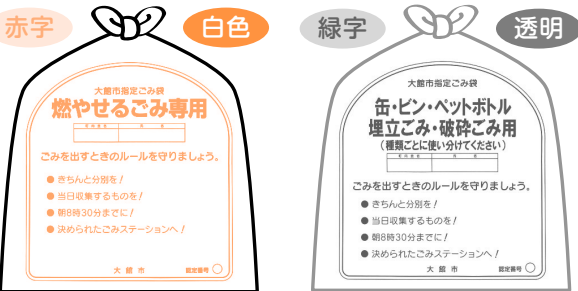 赤字
白色
大館市指定ごみ袋
燃やせるごみ専用
ごみを出すときのルールを守りましょう。
● きちんと分別を!
● 当日収集するものを!
● 朝8時30分までに!
● 決められたごみステーションへ!
大館市
認定番号
緑字
透明
大館市指定ごみ袋
缶・ビン・ペットボトル
埋立ごみ・破砕ごみ用
(種類ごとに使い分けてください)
ごみを出すときのルールを守りましょう。
● きちんと分別を!
● 当日収集するものを!
● 朝8時30分までに!
● 決められたごみステーションへ!
大館市
認定番号